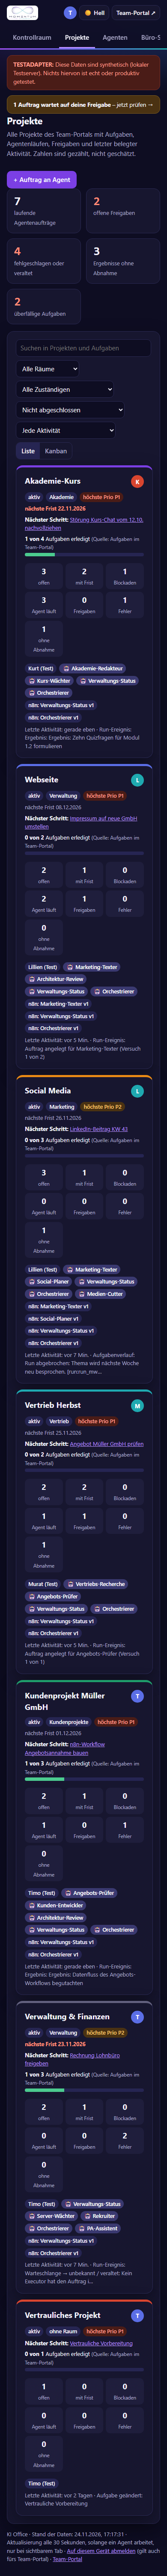 MOMENTUM
T
Hell
Team-Portal ↗
Kontrollraum
Projekte
Agenten
Büro-S
TESTADAPTER: Diese Daten sind synthetisch (lokaler Testserver). Nichts hiervon ist echt oder produktiv getestet.
1 Auftrag wartet auf deine Freigabe – jetzt prüfen →
Projekte
Alle Projekte des Team-Portals mit Aufgaben, Agentenläufen, Freigaben und letzter belegter Aktivität. Zahlen sind gezählt, nicht geschätzt.
+ Auftrag an Agent
7
laufende Agentenaufträge
2
offene Freigaben
4
fehlgeschlagen oder veraltet
3
Ergebnisse ohne Abnahme
2
überfällige Aufgaben
Suchen in Projekten und Aufgaben
Alle Räume
Alle Zuständigen
Nicht abgeschlossen
Jede Aktivität
Liste
Kanban
Akademie-Kurs
K
aktiv
Akademie
höchste Prio P1
nächste Frist 22.11.2026
Nächster Schritt: Störung Kurs-Chat vom 12.10. nachvollziehen
1 von 4 Aufgaben erledigt (Quelle: Aufgaben im Team-Portal)
3 offen
2 mit Frist
1 Blockaden
3 Agent läuft
0 Freigaben
1 Fehler
1 ohne Abnahme
Kurt (Test)
Akademie-Redakteur
Kurs-Wächter
Verwaltungs-Status
Orchestrierer
n8n: Verwaltungs-Status v1
n8n: Orchestrierer v1
Letzte Aktivität: gerade eben · Run-Ereignis: Ergebnis: Ergebnis: Zehn Quizfragen für Modul 1.2 formulieren
Webseite
L
aktiv
Verwaltung
höchste Prio P1
nächste Frist 08.12.2026
Nächster Schritt: Impressum auf neue GmbH umstellen
0 von 2 Aufgaben erledigt (Quelle: Aufgaben im Team-Portal)
2 offen
1 mit Frist
0 Blockaden
2 Agent läuft
1 Freigaben
0 Fehler
0 ohne Abnahme
Lillien (Test)
Marketing-Texter
Architektur-Review
Verwaltungs-Status
Orchestrierer
n8n: Marketing-Texter v1
n8n: Verwaltungs-Status v1
n8n: Orchestrierer v1
Letzte Aktivität: vor 5 Min. · Run-Ereignis: Auftrag angelegt für Marketing-Texter (Versuch 1 von 2)
Social Media
L
aktiv
Marketing
höchste Prio P2
nächste Frist 26.11.2026
Nächster Schritt: LinkedIn-Beitrag KW 43
0 von 3 Aufgaben erledigt (Quelle: Aufgaben im Team-Portal)
3 offen
1 mit Frist
0 Blockaden
0 Agent läuft
0 Freigaben
0 Fehler
1 ohne Abnahme
Lillien (Test)
Marketing-Texter
Social-Planer
Verwaltungs-Status
Orchestrierer
Medien-Cutter
n8n: Marketing-Texter v1
n8n: Social-Planer v1
n8n: Verwaltungs-Status v1
n8n: Orchestrierer v1
Letzte Aktivität: vor 7 Min. · Aufgabenverlauf: Run abgebrochen: Thema wird nächste Woche neu besprochen.
Vertrieb Herbst
M
aktiv
Vertrieb
höchste Prio P1
nächste Frist 25.11.2026
Nächster Schritt: Angebot Müller GmbH prüfen
0 von 2 Aufgaben erledigt (Quelle: Aufgaben im Team-Portal)
2 offen
2 mit Frist
0 Blockaden
1 Agent läuft
1 Freigaben
0 Fehler
1 ohne Abnahme
Murat (Test)
Vertriebs-Recherche
Angebots-Prüfer
Verwaltungs-Status
Orchestrierer
n8n: Verwaltungs-Status v1
n8n: Orchestrierer v1
Letzte Aktivität: vor 5 Min. · Run-Ereignis: Auftrag angelegt für Angebots-Prüfer (Versuch 1 von 1)
Kundenprojekt Müller GmbH
T
aktiv
Kundenprojekte
höchste Prio P1
nächste Frist 01.12.2026
Nächster Schritt: n8n-Workflow Angebotsannahme bauen
1 von 3 Aufgaben erledigt (Quelle: Aufgaben im Team-Portal)
2 offen
1 mit Frist
0 Blockaden
1 Agent läuft
0 Freigaben
1 Fehler
0 ohne Abnahme
Timo (Test)
Angebots-Prüfer
Kunden-Entwickler
Architektur-Review
Verwaltungs-Status
Orchestrierer
n8n: Verwaltungs-Status v1
n8n: Orchestrierer v1
Letzte Aktivität: gerade eben · Run-Ereignis: Ergebnis: Ergebnis: Datenfluss des Angebots-Workflows begutachten
Verwaltung & Finanzen
T
aktiv
Verwaltung
höchste Prio P2
nächste Frist 23.11.2026
Nächster Schritt: Rechnung Lohnbüro freigeben
1 von 3 Aufgaben erledigt (Quelle: Aufgaben im Team-Portal)
2 offen
1 mit Frist
0 Blockaden
0 Agent läuft
0 Freigaben
2 Fehler
0 ohne Abnahme
Timo (Test)
Verwaltungs-Status
Server-Wächter
Rekruiter
Orchestrierer
PA-Assistent
n8n: Verwaltungs-Status v1
n8n: Orchestrierer v1
Letzte Aktivität: vor 7 Min. · Run-Ereignis: Warteschlange → unbekannt / veraltet: Kein Executor hat den Auftrag i...
Vertrauliches Projekt
T
aktiv
ohne Raum
höchste Prio P1
Nächster Schritt: Vertrauliche Vorbereitung
0 von 1 Aufgaben erledigt (Quelle: Aufgaben im Team-Portal)
1 offen
0 mit Frist
0 Blockaden
0 Agent läuft
0 Freigaben
0 Fehler
0 ohne Abnahme
Timo (Test)
Letzte Aktivität: vor 2 Tagen · Aufgabe geändert: Vertrauliche Vorbereitung
KI Office · Stand der Daten: 24.11.2026, 17:17:31 · Aktualisierung alle 30 Sekunden, solange ein Agent arbeitet, nur bei sichtbarem Tab · Auf diesem Gerät abmelden (gilt auch fürs Team-Portal) · Team-Portal